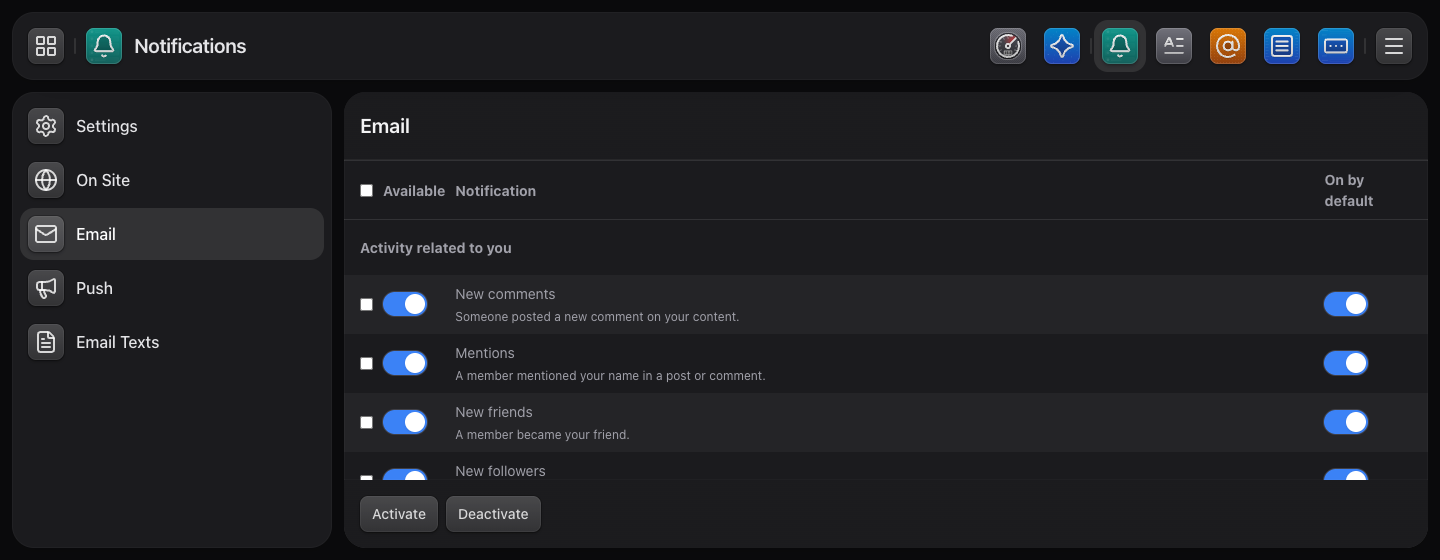 Notifications
Settings
On Site
Email
Push
Email Texts
Email
Available Notification On by default
Activity related to you
New comments
Someone posted a new comment on your content.
Mentions
A member mentioned your name in a post or comment.
New friends
A member became your friend.
New followers
Activate Deactivate